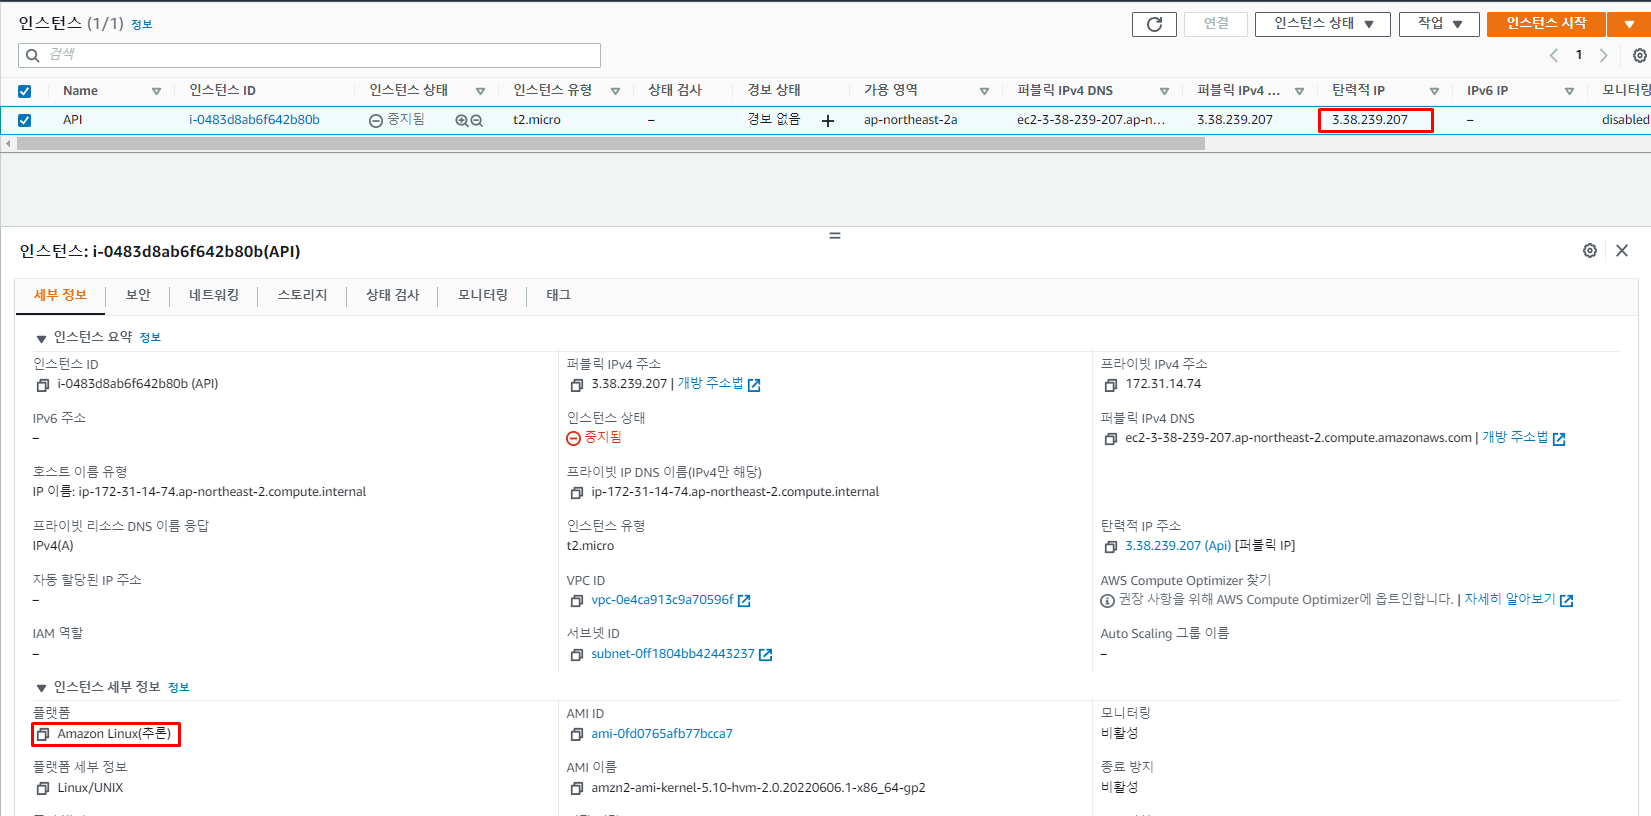 인스턴스 (1/1) 정보
연결 인스턴스 상태 작업 인스턴스 시작
검색
1
Name 인스턴스 ID 인스턴스 상태 인스턴스 유형 상태 검사 경보 상태 가용 영역 퍼블릭 IPv4 DNS 퍼블릭 IPv4 ... 탄력적 IP IPv6 IP 모니터링
API i-0483d8ab6f642b80b 중지됨 t2.micro – 경보 없음 + ap-northeast-2a ec2-3-38-239-207.ap-n... 3.38.239.207 3.38.239.207 – disabled
인스턴스: i-0483d8ab6f642b80b(API)
세부 정보 보안 네트워킹 스토리지 상태 검사 모니터링 태그
인스턴스 요약 정보
인스턴스 ID
i-0483d8ab6f642b80b (API)
퍼블릭 IPv4 주소
3.38.239.207 | 개방 주소법
프라이빗 IPv4 주소
172.31.14.74
IPv6 주소
–
인스턴스 상태
중지됨
퍼블릭 IPv4 DNS
ec2-3-38-239-207.ap-northeast-2.compute.amazonaws.com | 개방 주소법
호스트 이름 유형
IP 이름: ip-172-31-14-74.ap-northeast-2.compute.internal
프라이빗 IP DNS 이름(IPv4만 해당)
ip-172-31-14-74.ap-northeast-2.compute.internal
프라이빗 리소스 DNS 이름 응답
IPv4(A)
인스턴스 유형
t2.micro
탄력적 IP 주소
3.38.239.207 (Api) [퍼블릭 IP]
자동 할당된 IP 주소
–
VPC ID
vpc-0e4ca913c9a70596f
AWS Compute Optimizer 찾기
권장 사항을 위해 AWS Compute Optimizer에 옵트인합니다. | 자세히 알아보기
IAM 역할
–
서브넷 ID
subnet-0ff1804bb42443237
Auto Scaling 그룹 이름
–
인스턴스 세부 정보 정보
플랫폼
Amazon Linux(추론)
AMI ID
ami-0fd0765afb77bcca7
모니터링
비활성
플랫폼 세부 정보
Linux/UNIX
AMI 이름
amzn2-ami-kernel-5.10-hvm-2.0.20220606.1-x86_64-gp2
종료 방지
비활성